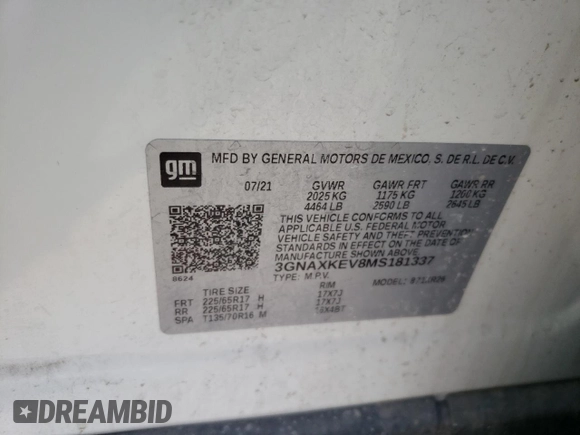 gm
MFD BY GENERAL MOTORS DE MEXICO, S. DE R.L. DE C.V.
07/21 GVWR GAWR FRT GAWR RR
2025 KG 1175 KG 1200 KG
4464 LB 2590 LB 2645 LB
THIS VEHICLE CONFORMS TO ALL
APPLICABLE U.S. FEDERAL MOTOR
VEHICLE SAFETY AND THEFT
PREVENTION STANDARDS IN
EFFECT ON THE DATE OF
MANUFACTURE SHOWN ABOVE.
3GNAXKEV8MS181337
8624 TYPE: M.P.V. MODEL:
TIRE SIZE RIM
FRT 225/65R17 H 17X7J
RR 225/65R17 H 17X7J
SPA T135/70R16 M 16X4BT
DREAMBID